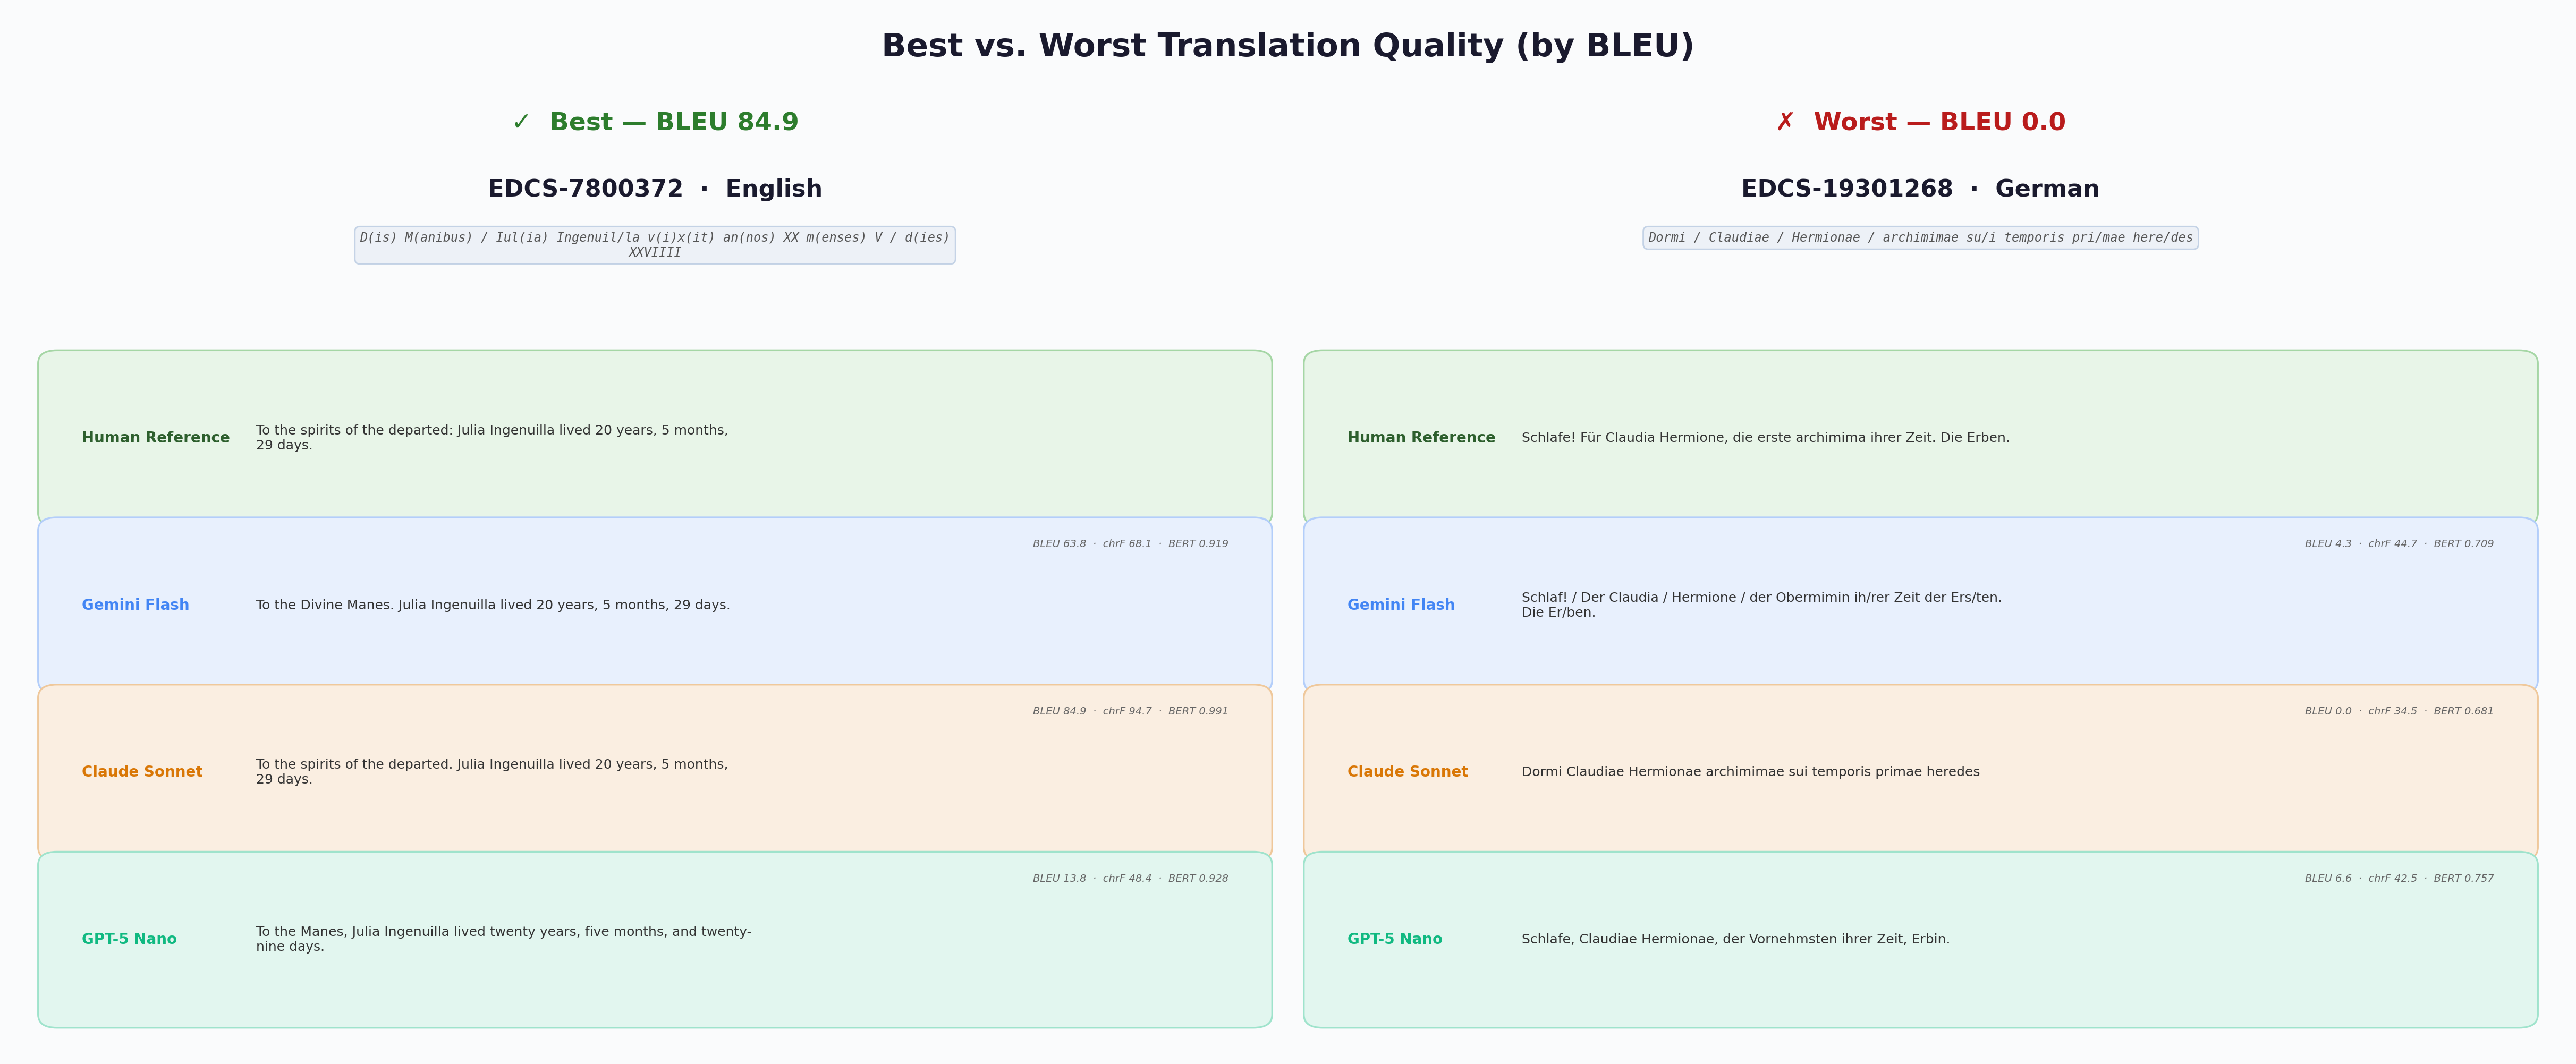 Best vs. Worst Translation Quality (by BLEU)
✓ Best — BLEU 84.9
EDCS-7800372 · English
D(is) M(anibus) / Iul(ia) Ingenuil/la v(i)x(it) an(nos) XX m(enses) V / d(ies)
XXVIIII
Human Reference
To the spirits of the departed: Julia Ingenuilla lived 20 years, 5 months,
29 days.
BLEU 63.8 · chrF 68.1 · BERT 0.919
Gemini Flash
To the Divine Manes. Julia Ingenuilla lived 20 years, 5 months, 29 days.
BLEU 84.9 · chrF 94.7 · BERT 0.991
Claude Sonnet
To the spirits of the departed. Julia Ingenuilla lived 20 years, 5 months,
29 days.
BLEU 13.8 · chrF 48.4 · BERT 0.928
GPT-5 Nano
To the Manes, Julia Ingenuilla lived twenty years, five months, and twenty-
nine days.
✗ Worst — BLEU 0.0
EDCS-19301268 · German
Dormi / Claudiae / Hermionae / archimimae su/i temporis pri/mae here/des
Human Reference
Schlafe! Für Claudia Hermione, die erste archimima ihrer Zeit. Die Erben.
BLEU 4.3 · chrF 44.7 · BERT 0.709
Gemini Flash
Schlaf! / Der Claudia / Hermione / der Obermimin ih/rer Zeit der Ers/ten.
Die Er/ben.
BLEU 0.0 · chrF 34.5 · BERT 0.681
Claude Sonnet
Dormi Claudiae Hermionae archimimae sui temporis primae heredes
BLEU 6.6 · chrF 42.5 · BERT 0.757
GPT-5 Nano
Schlafe, Claudiae Hermionae, der Vornehmsten ihrer Zeit, Erbin.